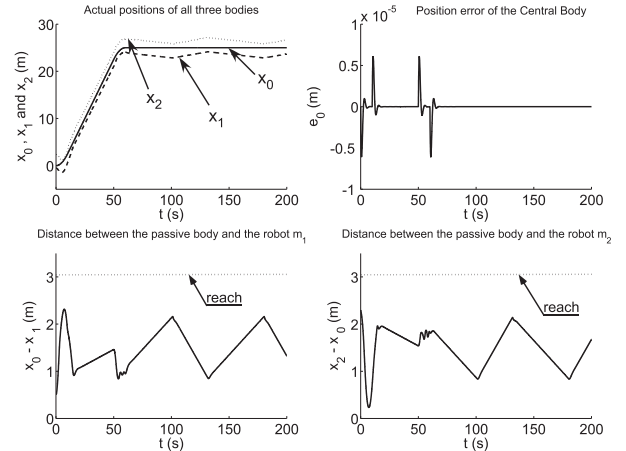 Actual positions of all three bodies
x0 , x1 and x2 (m)
30
20
10
0
x2
x1
x0
0 50 100 150 200
t (s)
Position error of the Central Body
1 x 10-5
e0 (m)
0.5
0
-0.5
-1
0 50 100 150 200
t (s)
Distance between the passive body and the robot m1
x0 - x1 (m)
3
2
1
0
reach
0 50 100 150 200
t (s)
Distance between the passive body and the robot m2
x2 - x0 (m)
3
2
1
0
reach
0 50 100 150 200
t (s)